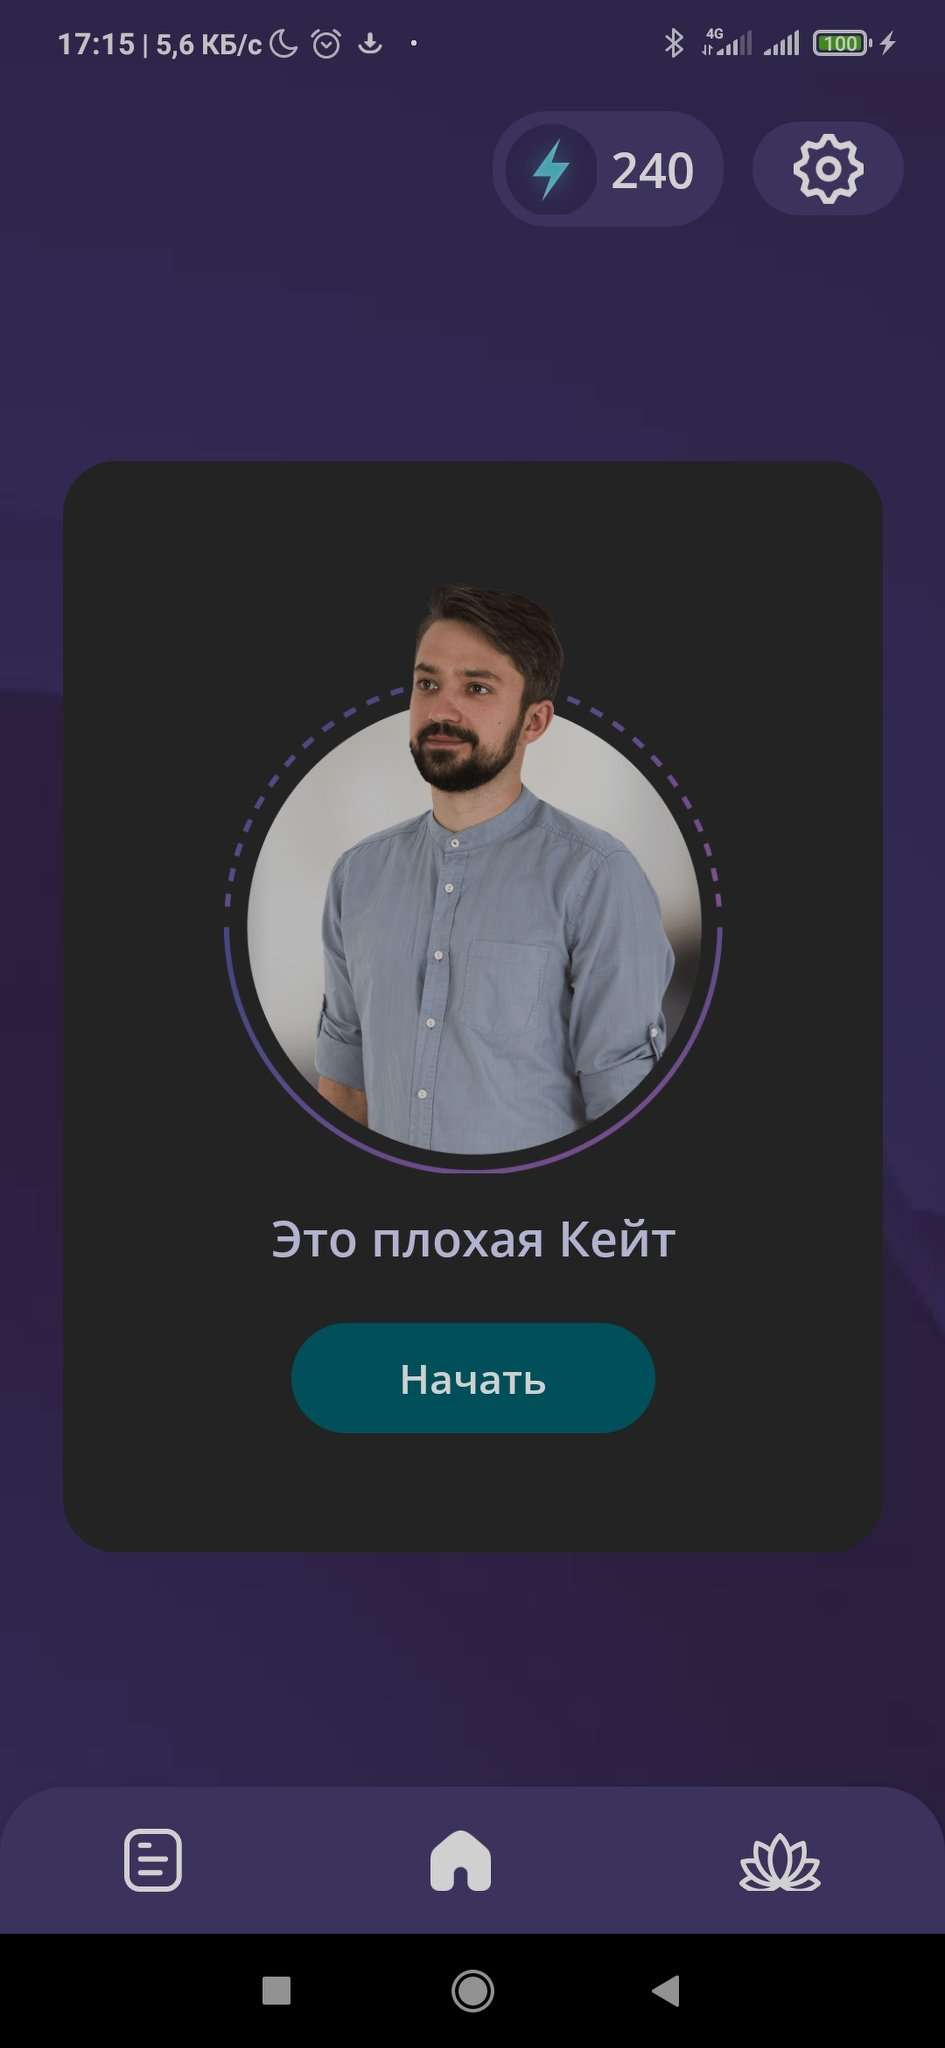 17:15 | 5,6 КБ/с
4G
100
240
Это плохая Кейт
Начать